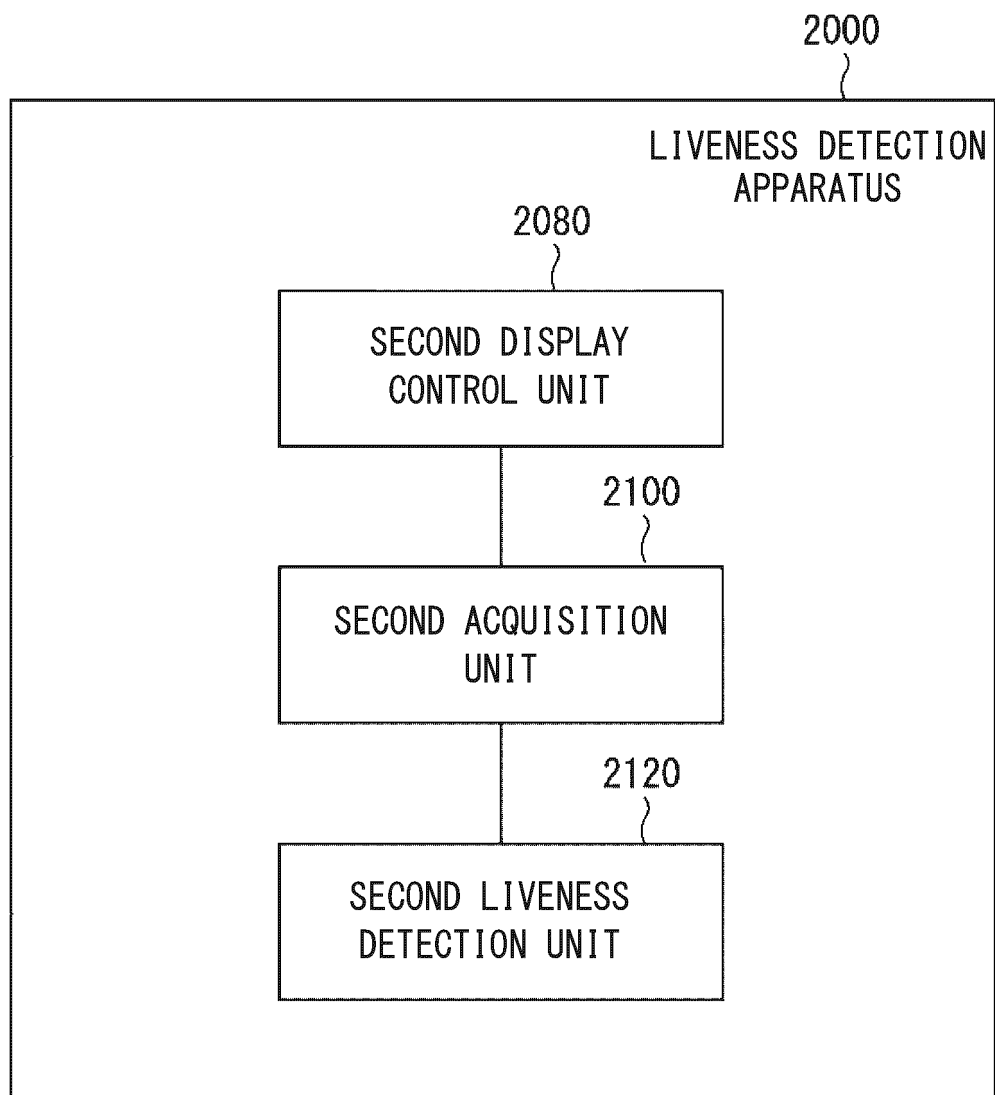 2000
LIVENESS DETECTION
APPARATUS
2080
SECOND DISPLAY
CONTROL UNIT
2100
SECOND ACQUISITION
UNIT
2120
SECOND LIVENESS
DETECTION UNIT